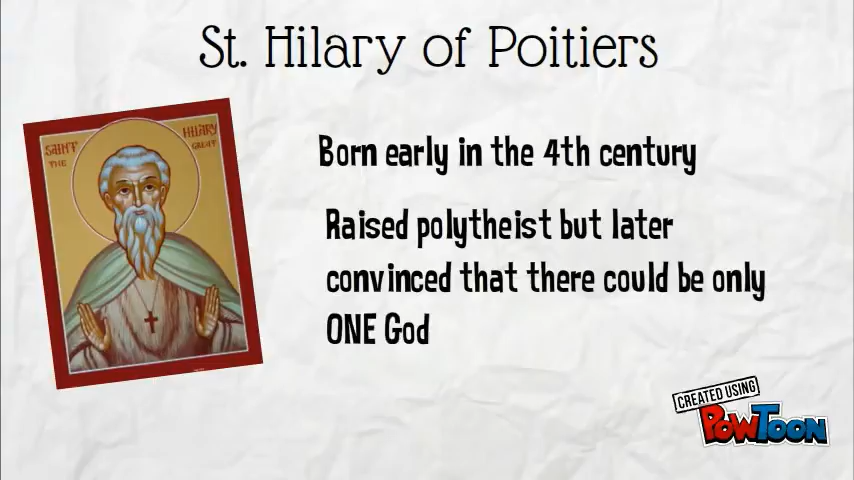 St. Hilary of Poitiers
SAINT HILARY
THE GREAT
Born early in the 4th century
Raised polytheist but later
convinced that there could be only
ONE God
CREATED USING
POWTOON